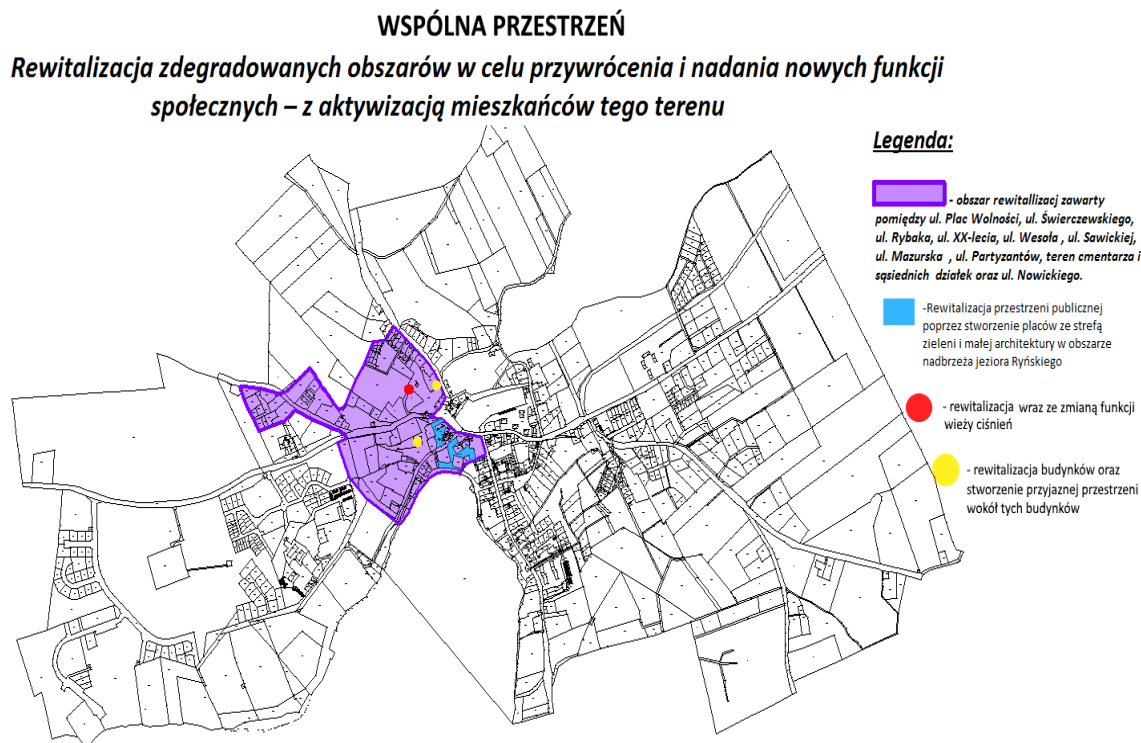 WSPÓLNA PRZESTRZEŃ
Rewitalizacja zdegradowanych obszarów w celu przywrócenia i nadania nowych funkcji
społecznych – z aktywizacją mieszkańców tego terenu
Legenda:
- obszar rewitallizacj zawarty
pomiędzy ul. Plac Wolności, ul. Świerczewskiego,
ul. Rybaka, ul. XX-lecia, ul. Wesoła , ul. Sawickiej,
ul. Mazurska , ul. Partyzantów, teren cmentarza i
sąsiednich działek oraz ul. Nowickiego.
-Rewitalizacja przestrzeni publicznej
poprzez stworzenie placów ze strefą
zieleni i małej architektury w obszarze
nadbrzeża jeziora Ryńskiego
- rewitalizacja wraz ze zmianą funkcji
wieży ciśnień
- rewitalizacja budynków oraz
stworzenie przyjaznej przestrzeni
wokół tych budynków